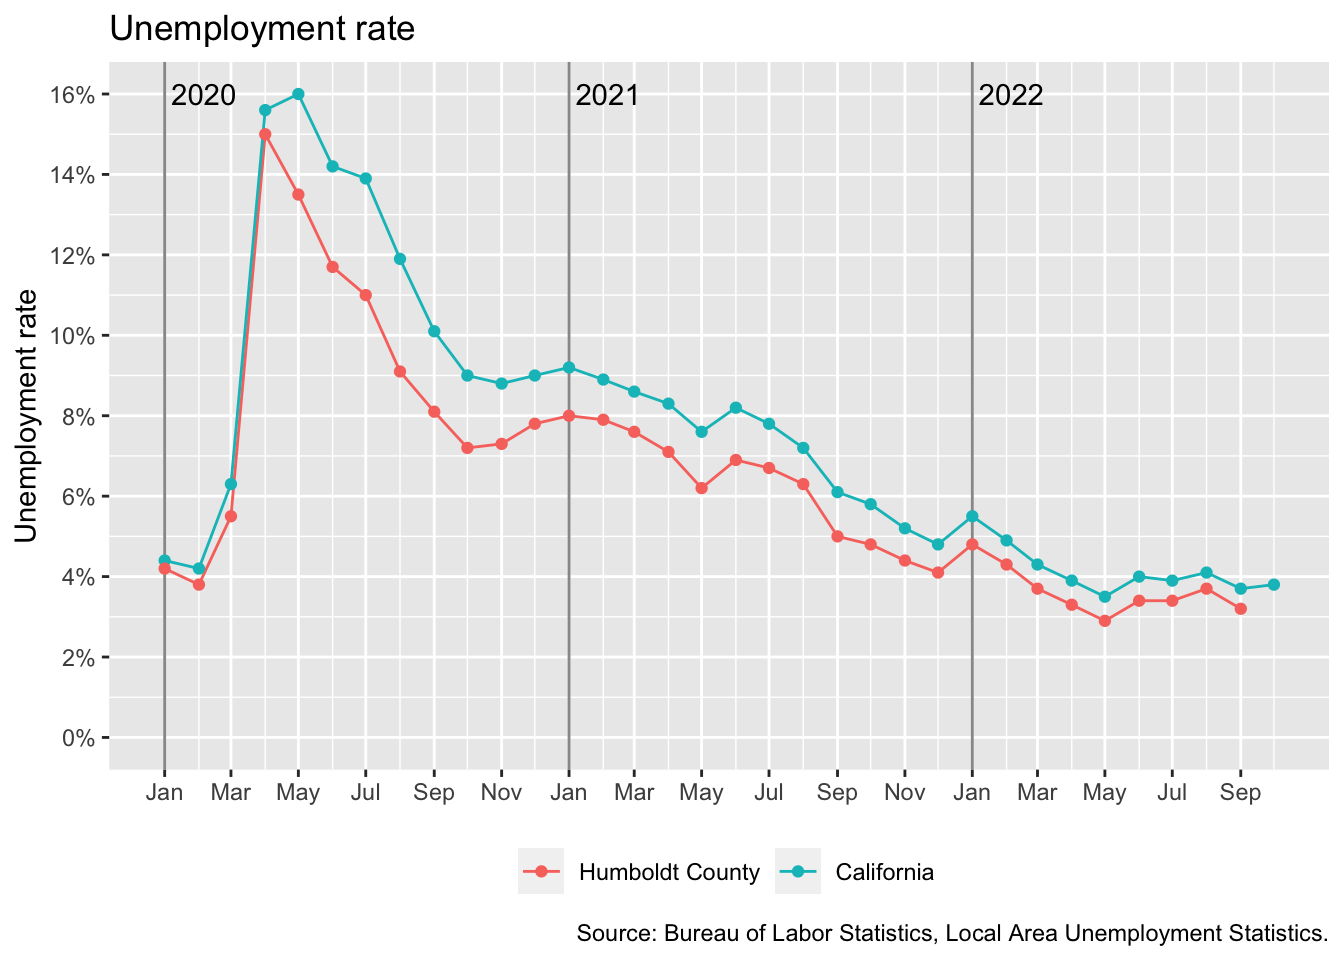 Unemployment rate
2020 2021 2022
16%
14%
12%
10%
8%
6%
4%
2%
0%
Unemployment rate
Jan Mar May Jul Sep Nov Jan Mar May Jul Sep Nov Jan Mar May Jul Sep
Humboldt County California
Source: Bureau of Labor Statistics, Local Area Unemployment Statistics.